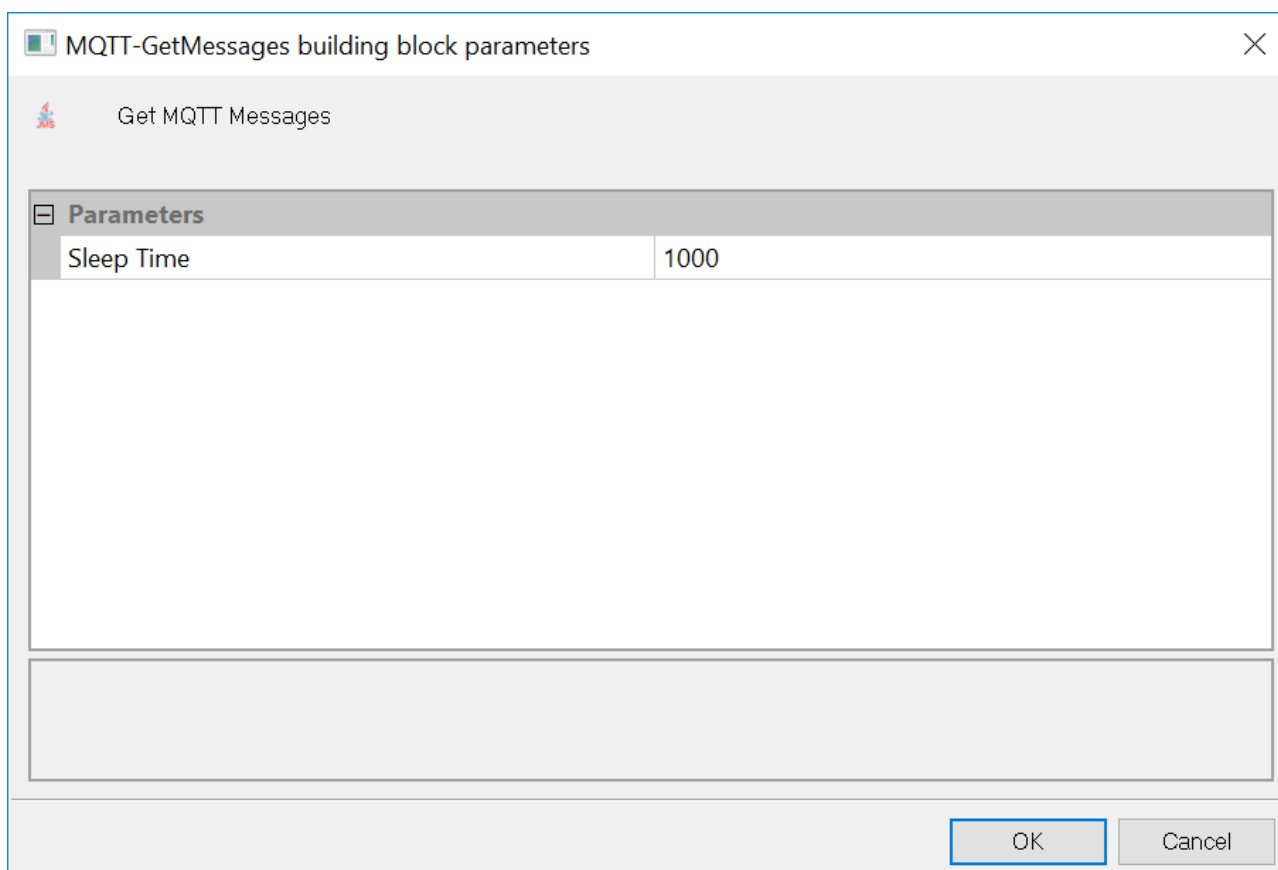 MQTT-GetMessages building block parameters
Get MQTT Messages
Parameters
Sleep Time 1000
OK Cancel